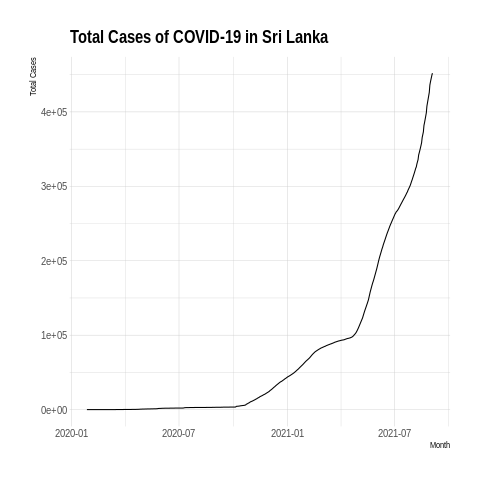 Total Cases of COVID-19 in Sri Lanka
Total Cases
4e+05
3e+05
2e+05
1e+05
0e+00
2020-01 2020-07 2021-01 2021-07
Month